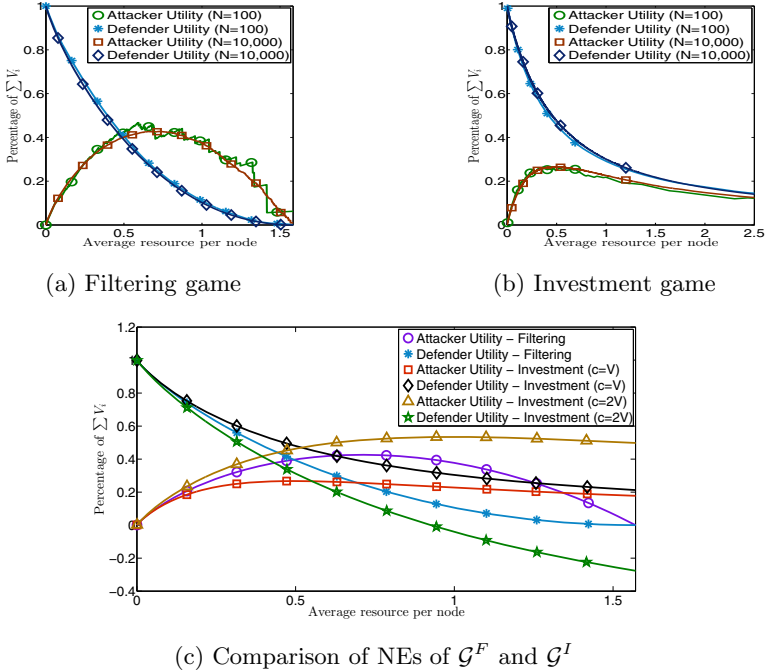 Attacker Utility (N=100)
Defender Utility (N=100)
Attacker Utility (N=10,000)
Defender Utility (N=10,000)
Percentage of ∑ V_i
1
0.8
0.6
0.4
0.2
0
0
0.5
1
1.5
Average resource per node
(a) Filtering game
Attacker Utility (N=100)
Defender Utility (N=100)
Attacker Utility (N=10,000)
Defender Utility (N=10,000)
Percentage of ∑ V_i
1
0.8
0.6
0.4
0.2
0
0
0.5
1
1.5
2
2.5
Average resource per node
(b) Investment game
Attacker Utility – Filtering
Defender Utility – Filtering
Attacker Utility – Investment (c=V)
Defender Utility – Investment (c=V)
Attacker Utility – Investment (c=2V)
Defender Utility – Investment (c=2V)
Percentage of ∑ V_i
1.2
1.0
0.8
0.6
0.4
0.2
0
−0.2
−0.4
0
0.5
1
1.5
Average resource per node
(c) Comparison of NEs of 𝒢^F and 𝒢^I